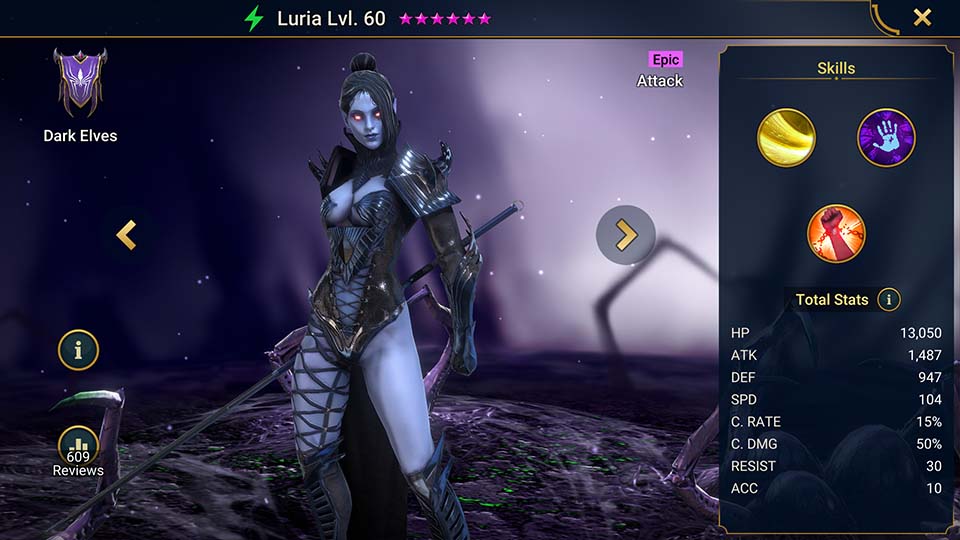 Luria Lvl. 60
Dark Elves
Epic
Attack
Skills
609
Reviews
Total Stats i
HP 13,050
ATK 1,487
DEF 947
SPD 104
C. RATE 15%
C. DMG 50%
RESIST 30
ACC 10
i